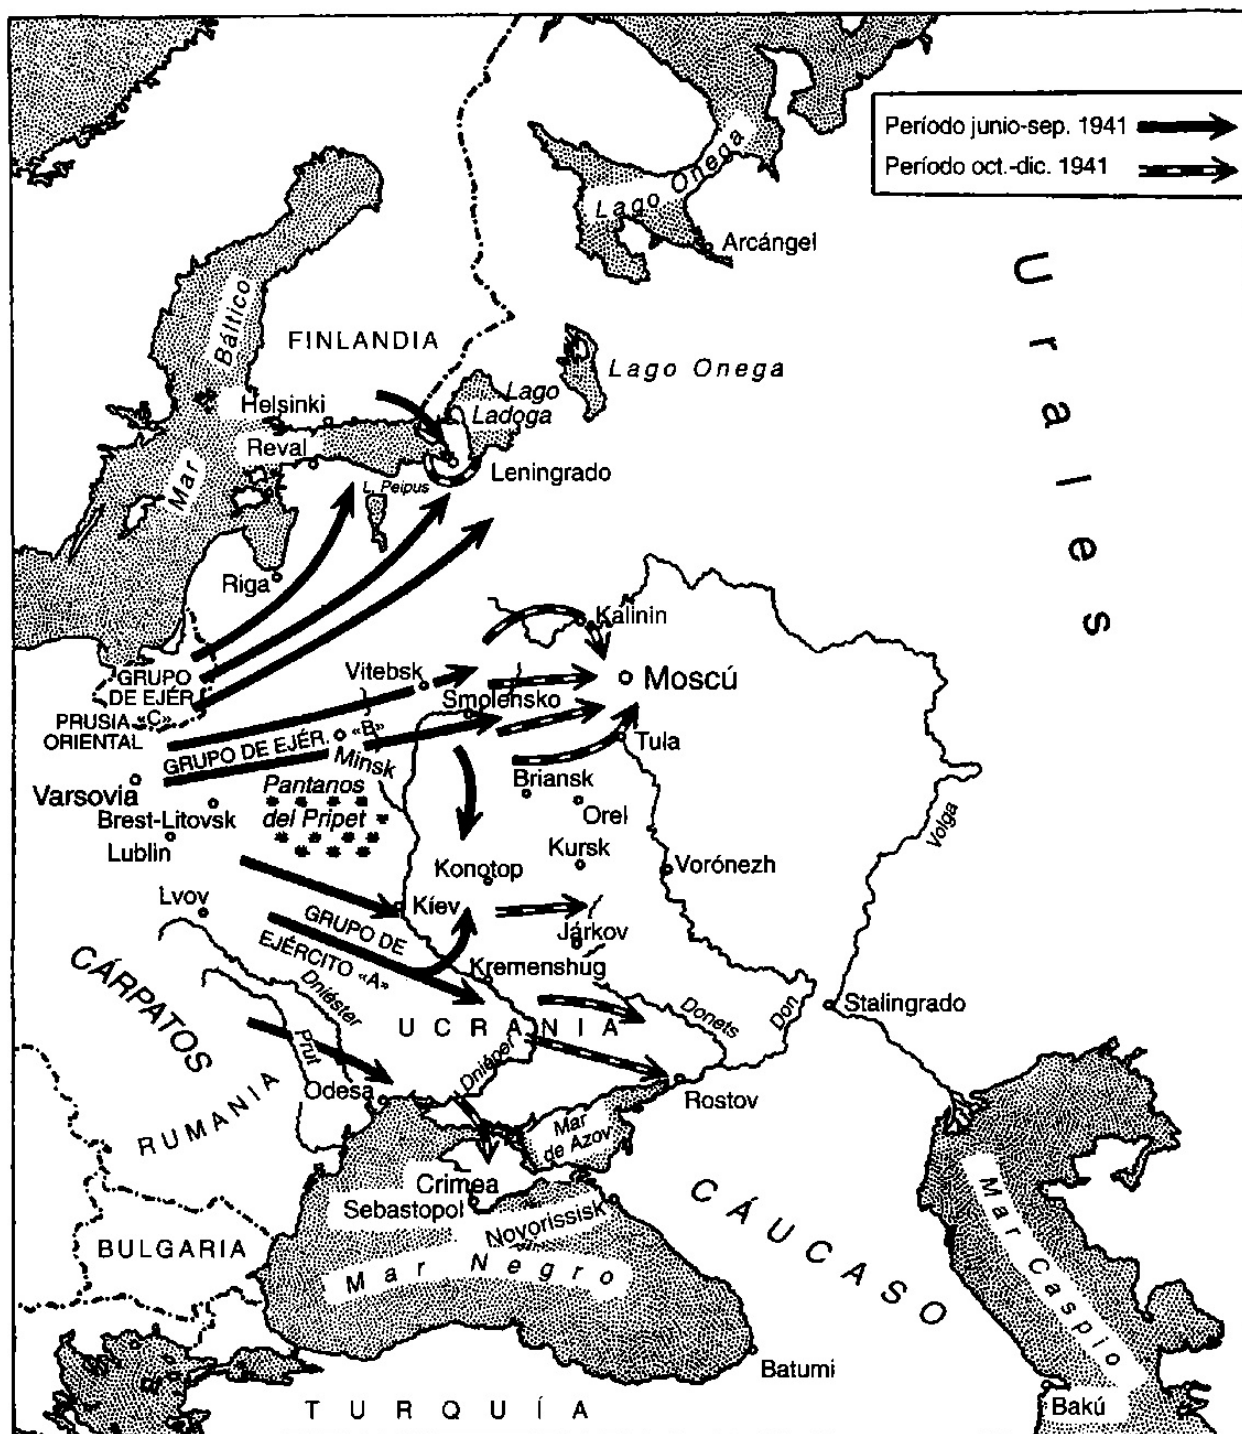 Período junio-sep. 1941
Período oct.-dic. 1941
Lago Onega
Arcángel
Urales
Mar Báltico
FINLANDIA
Lago Onega
Helsinki
Lago
Ladoga
Reval
Leningrado
L. Peipus
Riga
Kalinin
GRUPO
DE EJÉR.
«C»
PRUSIA
ORIENTAL
Vitebsk
Moscú
Smolensko
GRUPO DE EJÉR. «B»
Minsk
Tula
Varsovia
Pantanos
del Pripet
Briansk
Brest-Litovsk
Orel
Lublin
Volga
Kursk
Konotop
Vorónezh
Lvov
Kíev
GRUPO DE
EJÉRCITO «A»
Járkov
CÁRPATOS
Kremenshug
Dniéster
Donets
Don
Stalingrado
UCRANIA
Prut
Dniéper
Odesa
Rostov
RUMANIA
Mar
de Azov
Crimea
Sebastopol
Novorissisk
CÁUCASO
Mar Caspio
BULGARIA
Mar Negro
Batumi
Bakú
TURQUÍA